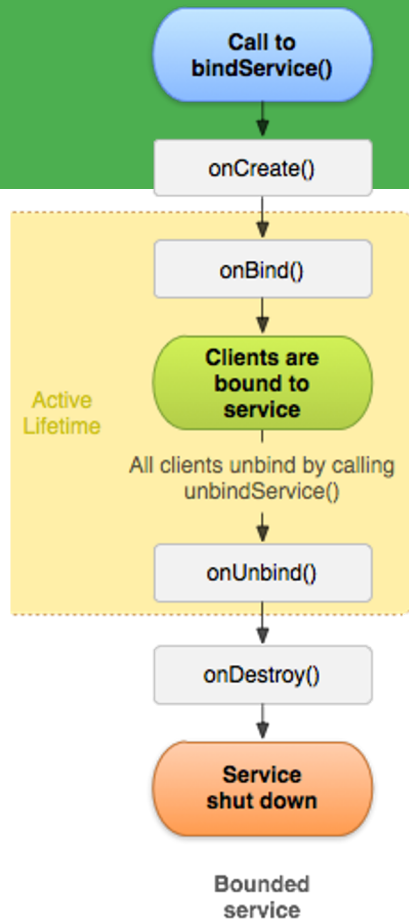 Call to
bindService()
onCreate()
onBind()
Clients are
bound to
service
Active
Lifetime
All clients unbind by calling
unbindService()
onUnbind()
onDestroy()
Service
shut down
Bounded
service